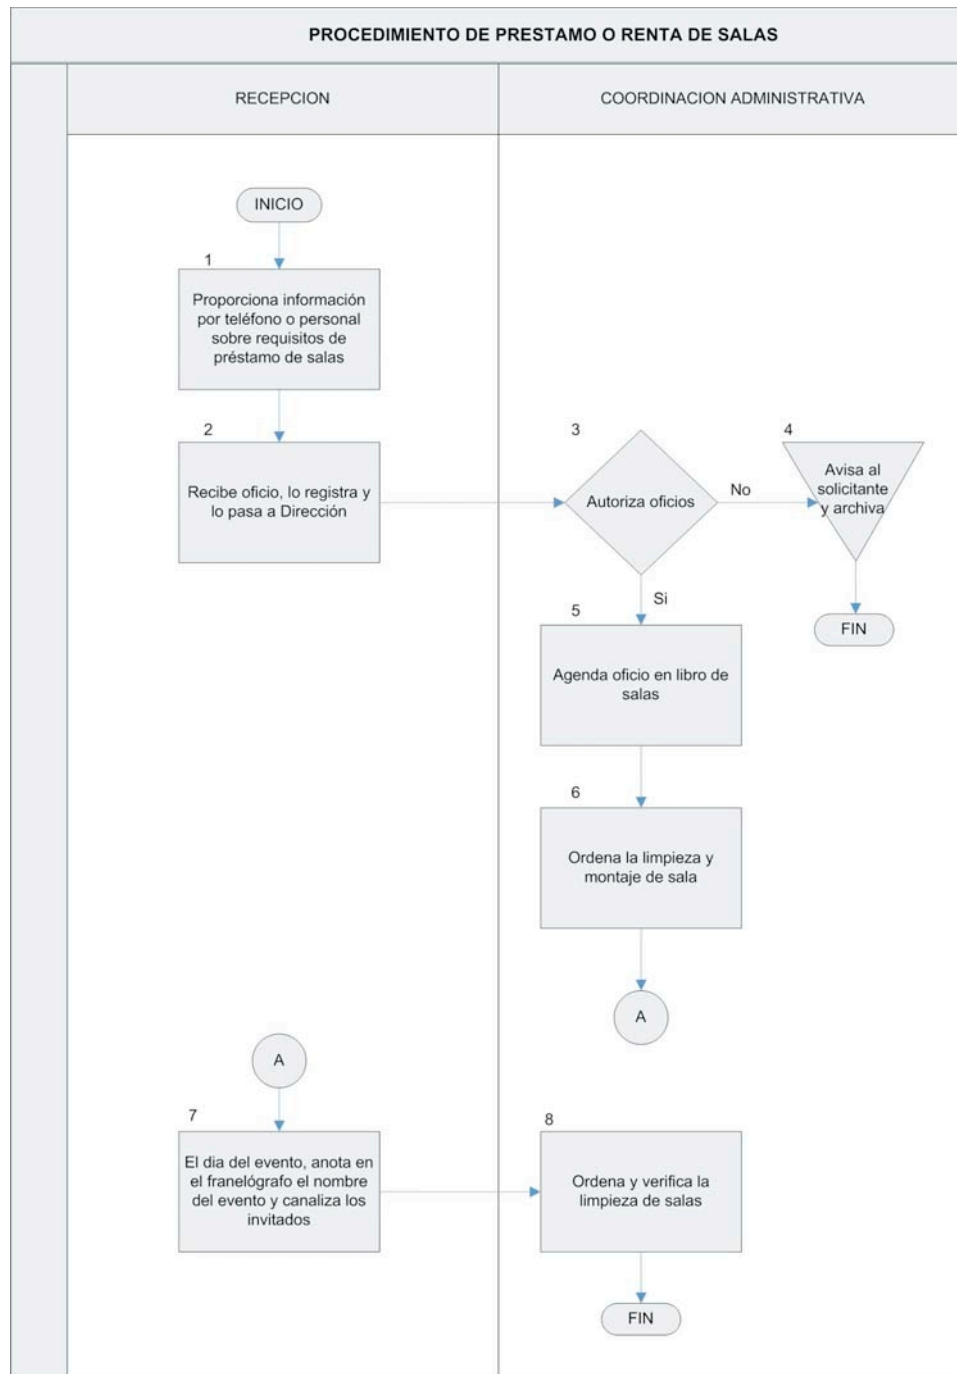 PROCEDIMIENTO DE PRESTAMO O RENTA DE SALAS
RECEPCION
COORDINACION ADMINISTRATIVA
INICIO
1
Proporciona información
por teléfono o personal
sobre requisitos de
préstamo de salas
2
Recibe oficio, lo registra y
lo pasa a Dirección
3
Autoriza oficios
No
4
Avisa al
solicitante
y archiva
FIN
Si
5
Agenda oficio en libro de
salas
6
Ordena la limpieza y
montaje de sala
A
A
7
El dia del evento, anota en
el franelógrafo el nombre
del evento y canaliza los
invitados
8
Ordena y verifica la
limpieza de salas
FIN